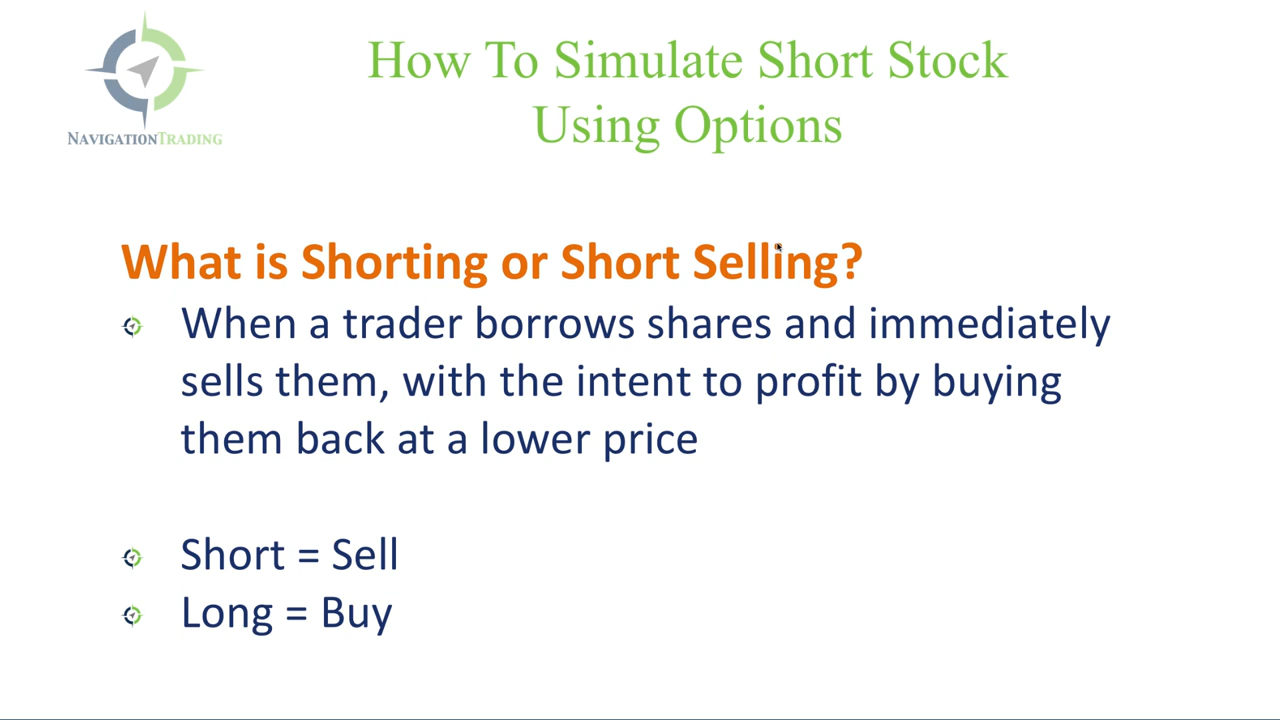 How To Simulate Short Stock
Using Options
NAVIGATIONTRADING
What is Shorting or Short Selling?
When a trader borrows shares and immediately
sells them, with the intent to profit by buying
them back at a lower price
Short = Sell
Long = Buy